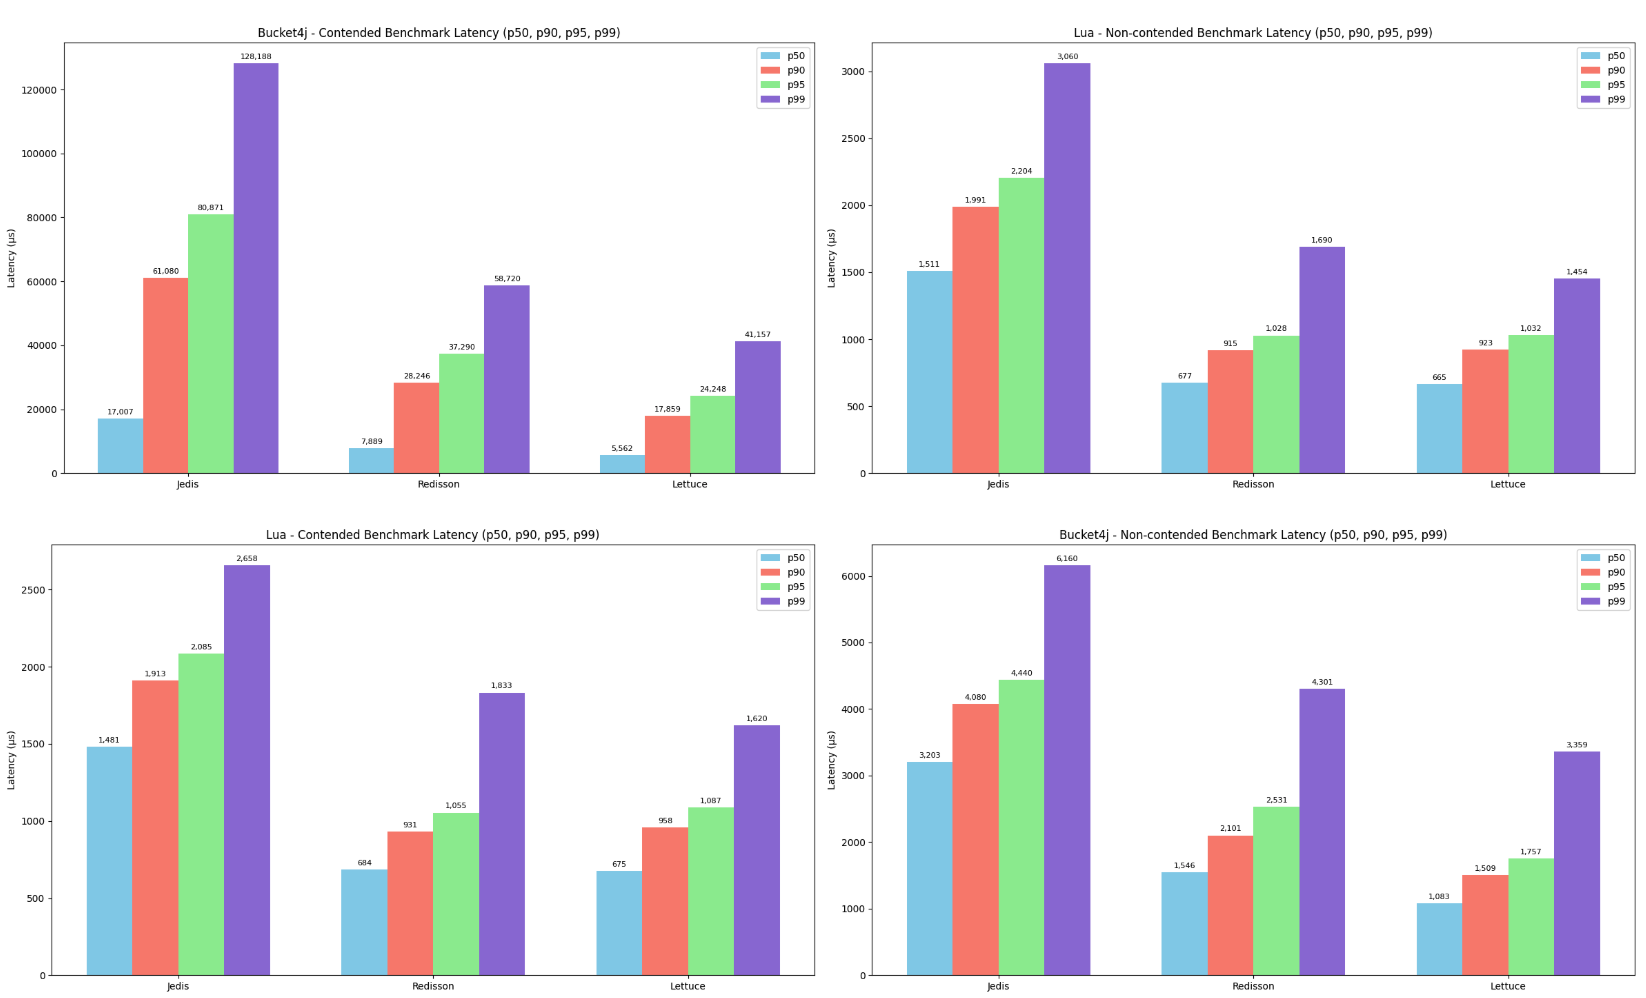 Bucket4j - Contended Benchmark Latency (p50, p90, p95, p99)
Latency (µs)
120000
100000
80000
60000
40000
20000
0
17,007
61,080
80,871
128,188
7,889
28,246
37,290
58,720
5,562
17,859
24,248
41,157
Jedis
Redisson
Lettuce
p50
p90
p95
p99
Lua - Non-contended Benchmark Latency (p50, p90, p95, p99)
Latency (µs)
3000
2500
2000
1500
1000
500
0
1,511
1,991
2,204
3,060
677
915
1,028
1,690
665
923
1,032
1,454
Jedis
Redisson
Lettuce
p50
p90
p95
p99
Lua - Contended Benchmark Latency (p50, p90, p95, p99)
Latency (µs)
2500
2000
1500
1000
500
0
1,481
1,913
2,085
2,658
684
931
1,055
1,833
675
958
1,087
1,620
Jedis
Redisson
Lettuce
p50
p90
p95
p99
Bucket4j - Non-contended Benchmark Latency (p50, p90, p95, p99)
Latency (µs)
6000
5000
4000
3000
2000
1000
0
3,203
4,080
4,440
6,160
1,546
2,101
2,531
4,301
1,083
1,509
1,757
3,359
Jedis
Redisson
Lettuce
p50
p90
p95
p99